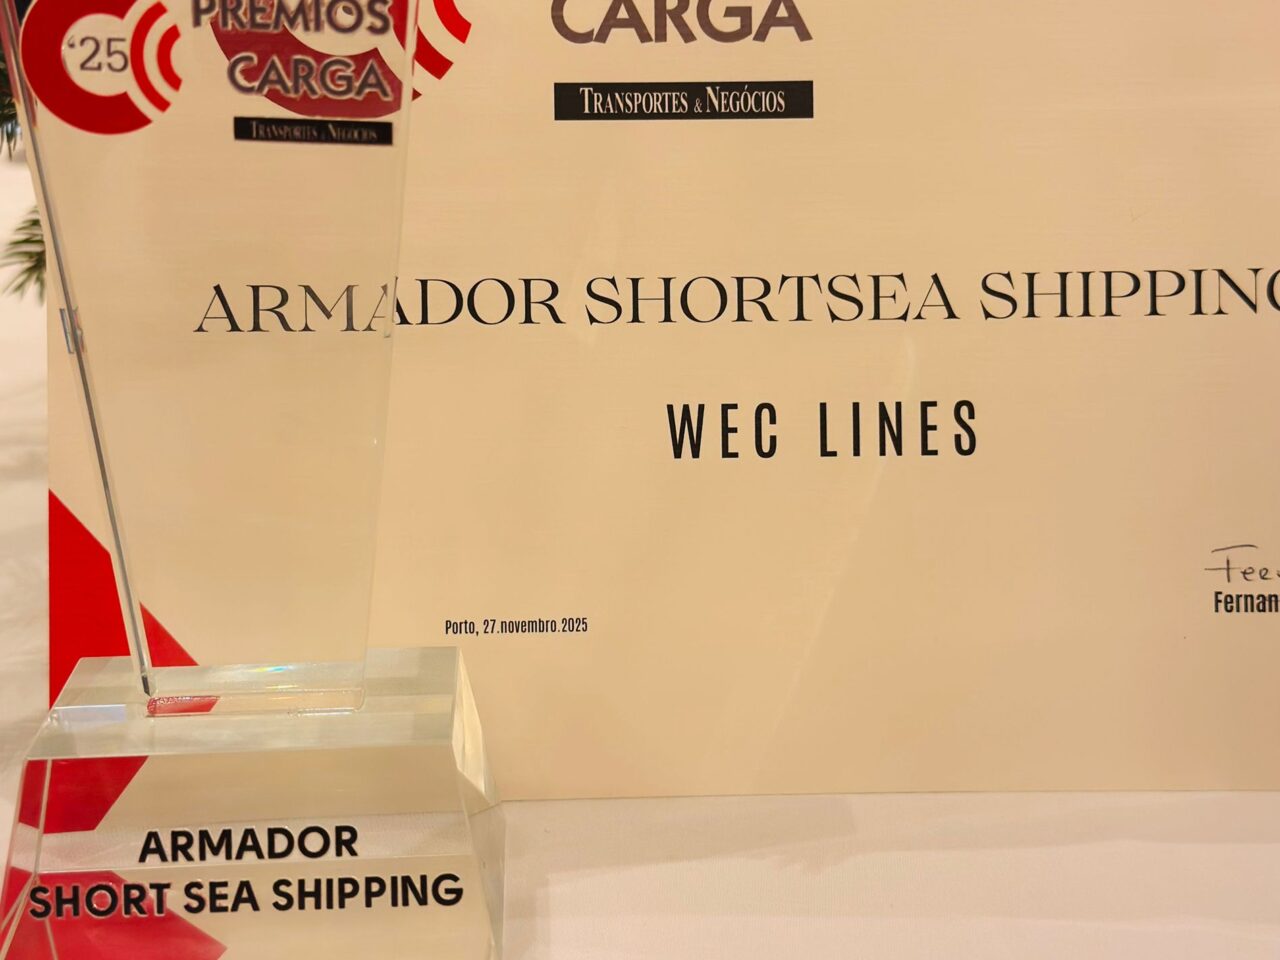 '25
PRÉMIOS
CARGA
TRANSPORTES & NEGÓCIOS
CARGA
TRANSPORTES & NEGÓCIOS
ARMADOR SHORTSEA SHIPPING
WEC LINES
Porto, 27.novembro.2025
ARMADOR
SHORT SEA SHIPPING